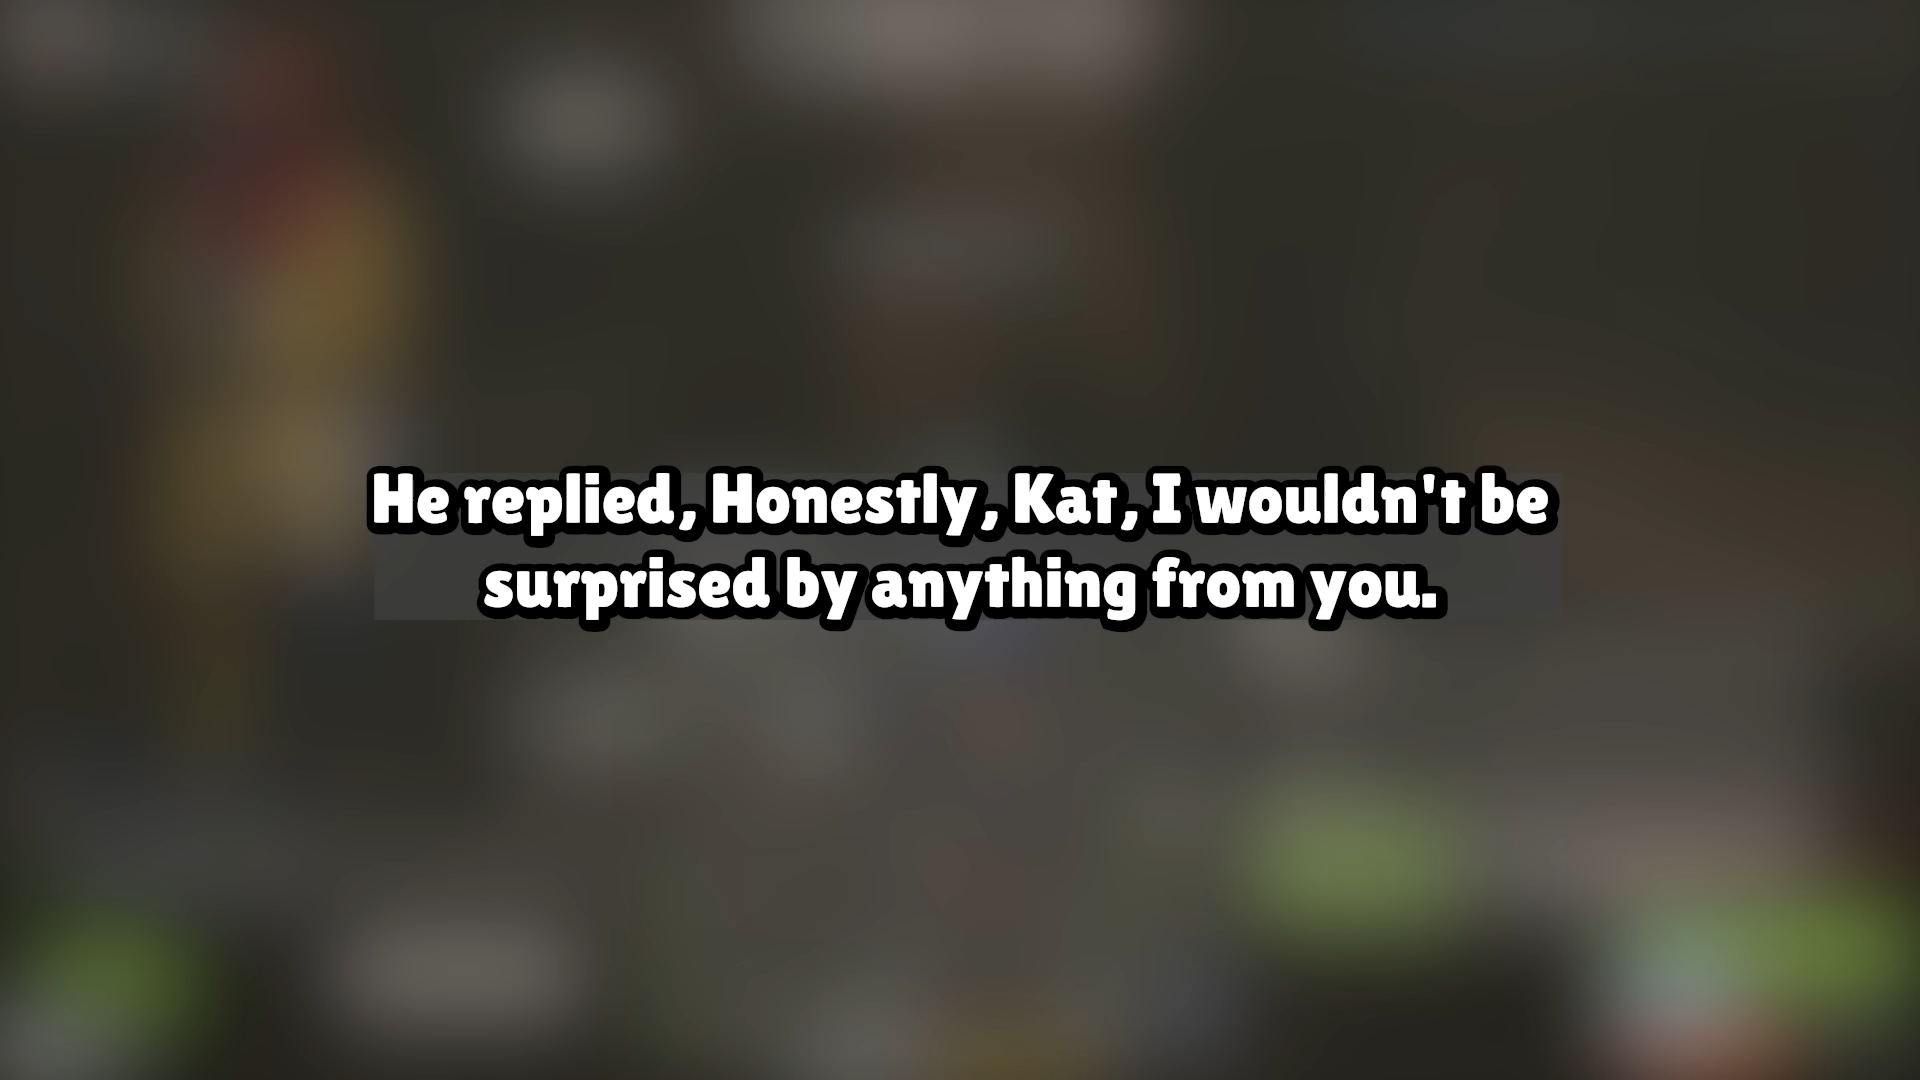 He replied, Honestly, Kat, I wouldn't be
surprised by anything from you.